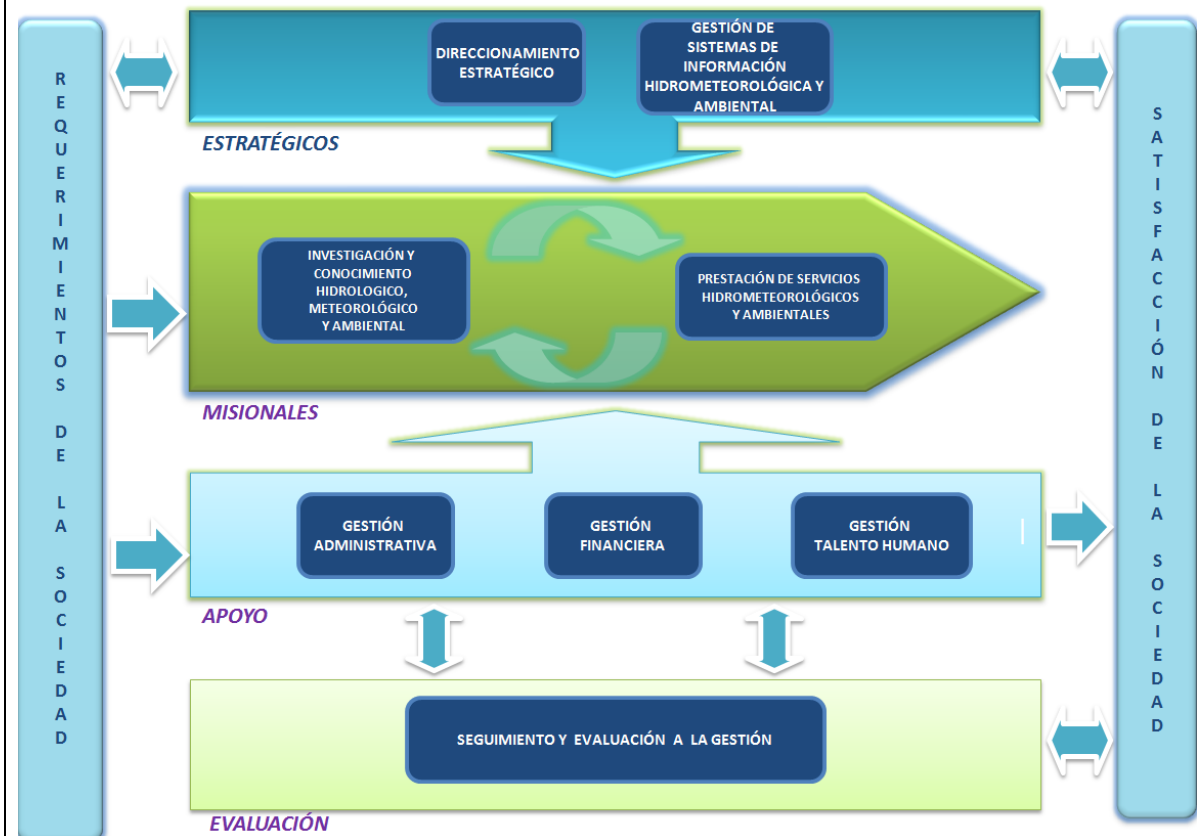 REQUERIMIENTOS DE LA SOCIEDAD
DIRECCIONAMIENTO
ESTRATÉGICO
GESTIÓN DE
SISTEMAS DE
INFORMACIÓN
HIDROMETEOROLÓGICA Y
AMBIENTAL
ESTRATÉGICOS
INVESTIGACIÓN Y
CONOCIMIENTO
HIDROLOGICO,
METEOROLÓGICO
Y AMBIENTAL
PRESTACIÓN DE SERVICIOS
HIDROMETEOROLÓGICOS
Y AMBIENTALES
MISIONALES
GESTIÓN
ADMINISTRATIVA
GESTIÓN
FINANCIERA
GESTIÓN
TALENTO HUMANO
APOYO
SEGUIMIENTO Y EVALUACIÓN A LA GESTIÓN
EVALUACIÓN
SATISFACCIÓN DE LA SOCIEDAD